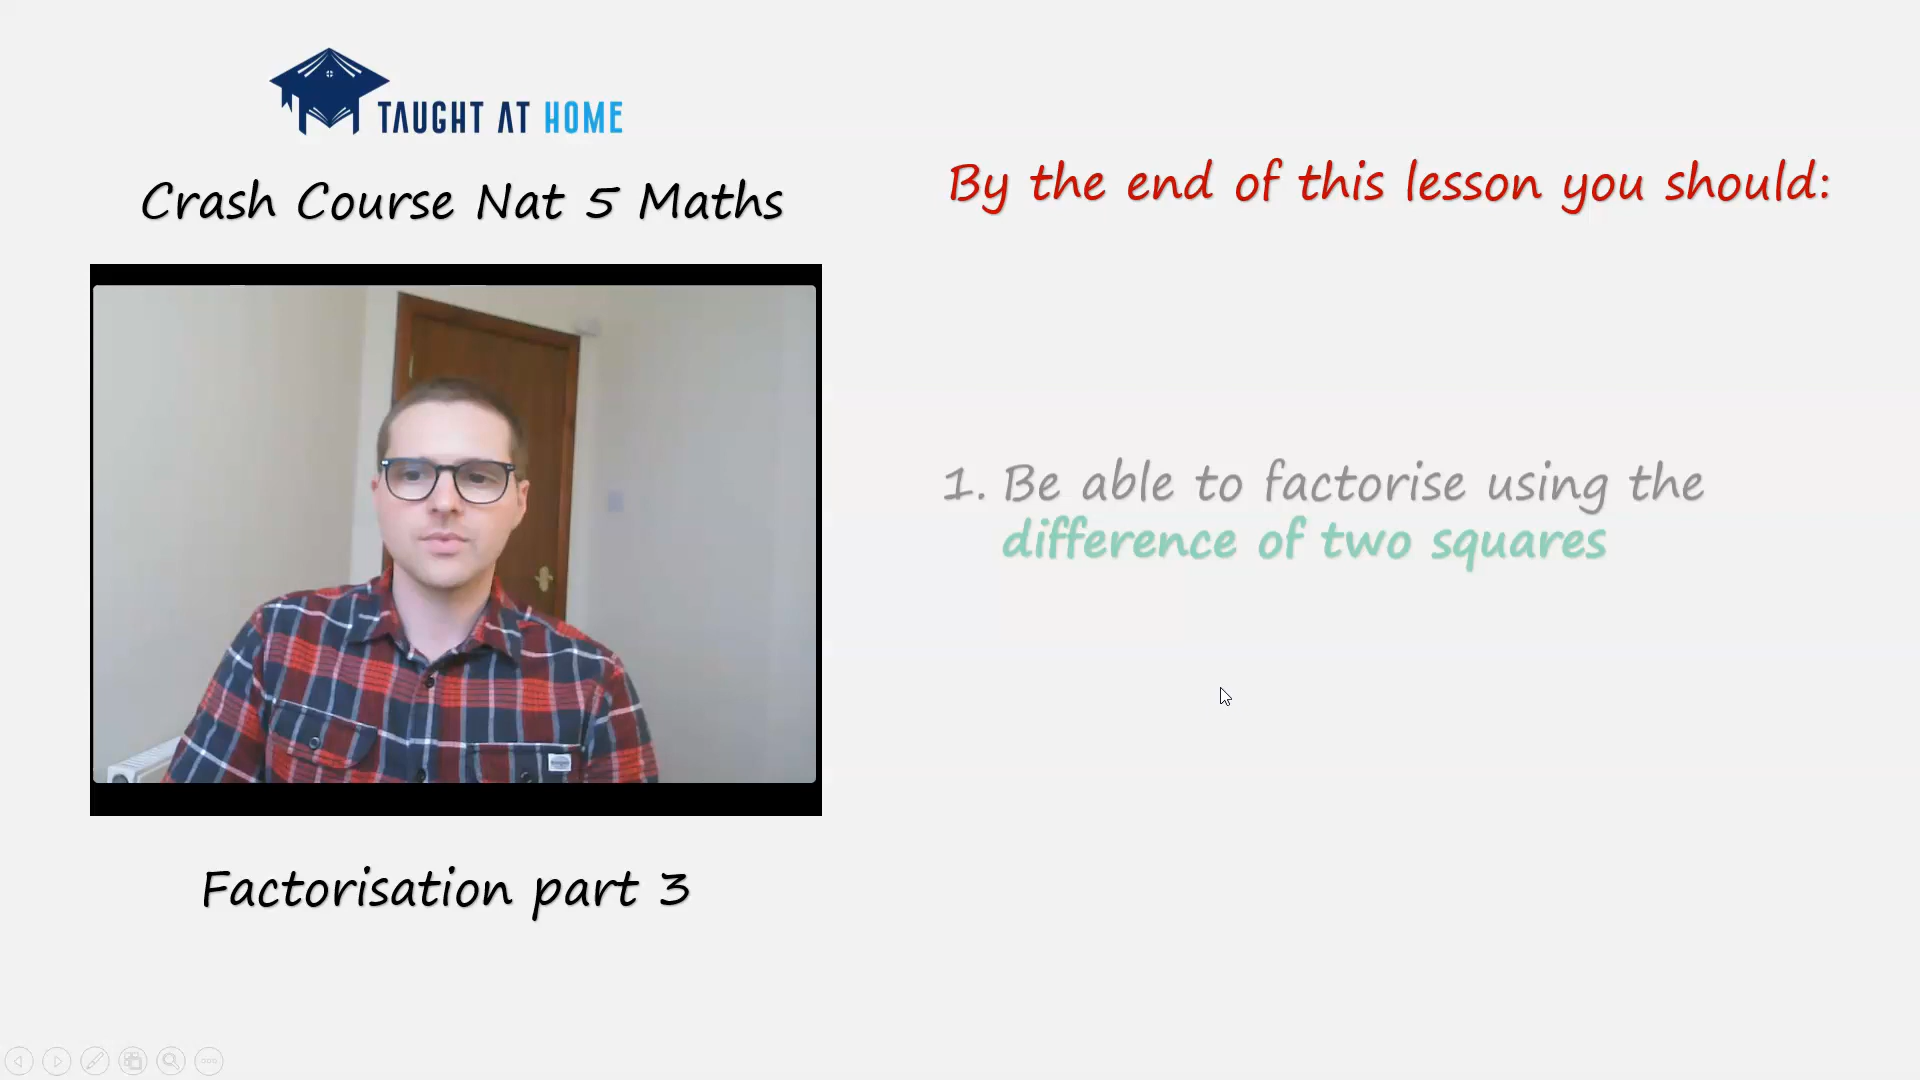 TAUGHT AT HOME
Crash Course Nat 5 Maths
By the end of this lesson you should:
1. Be able to factorise using the
difference of two squares
Factorisation part 3